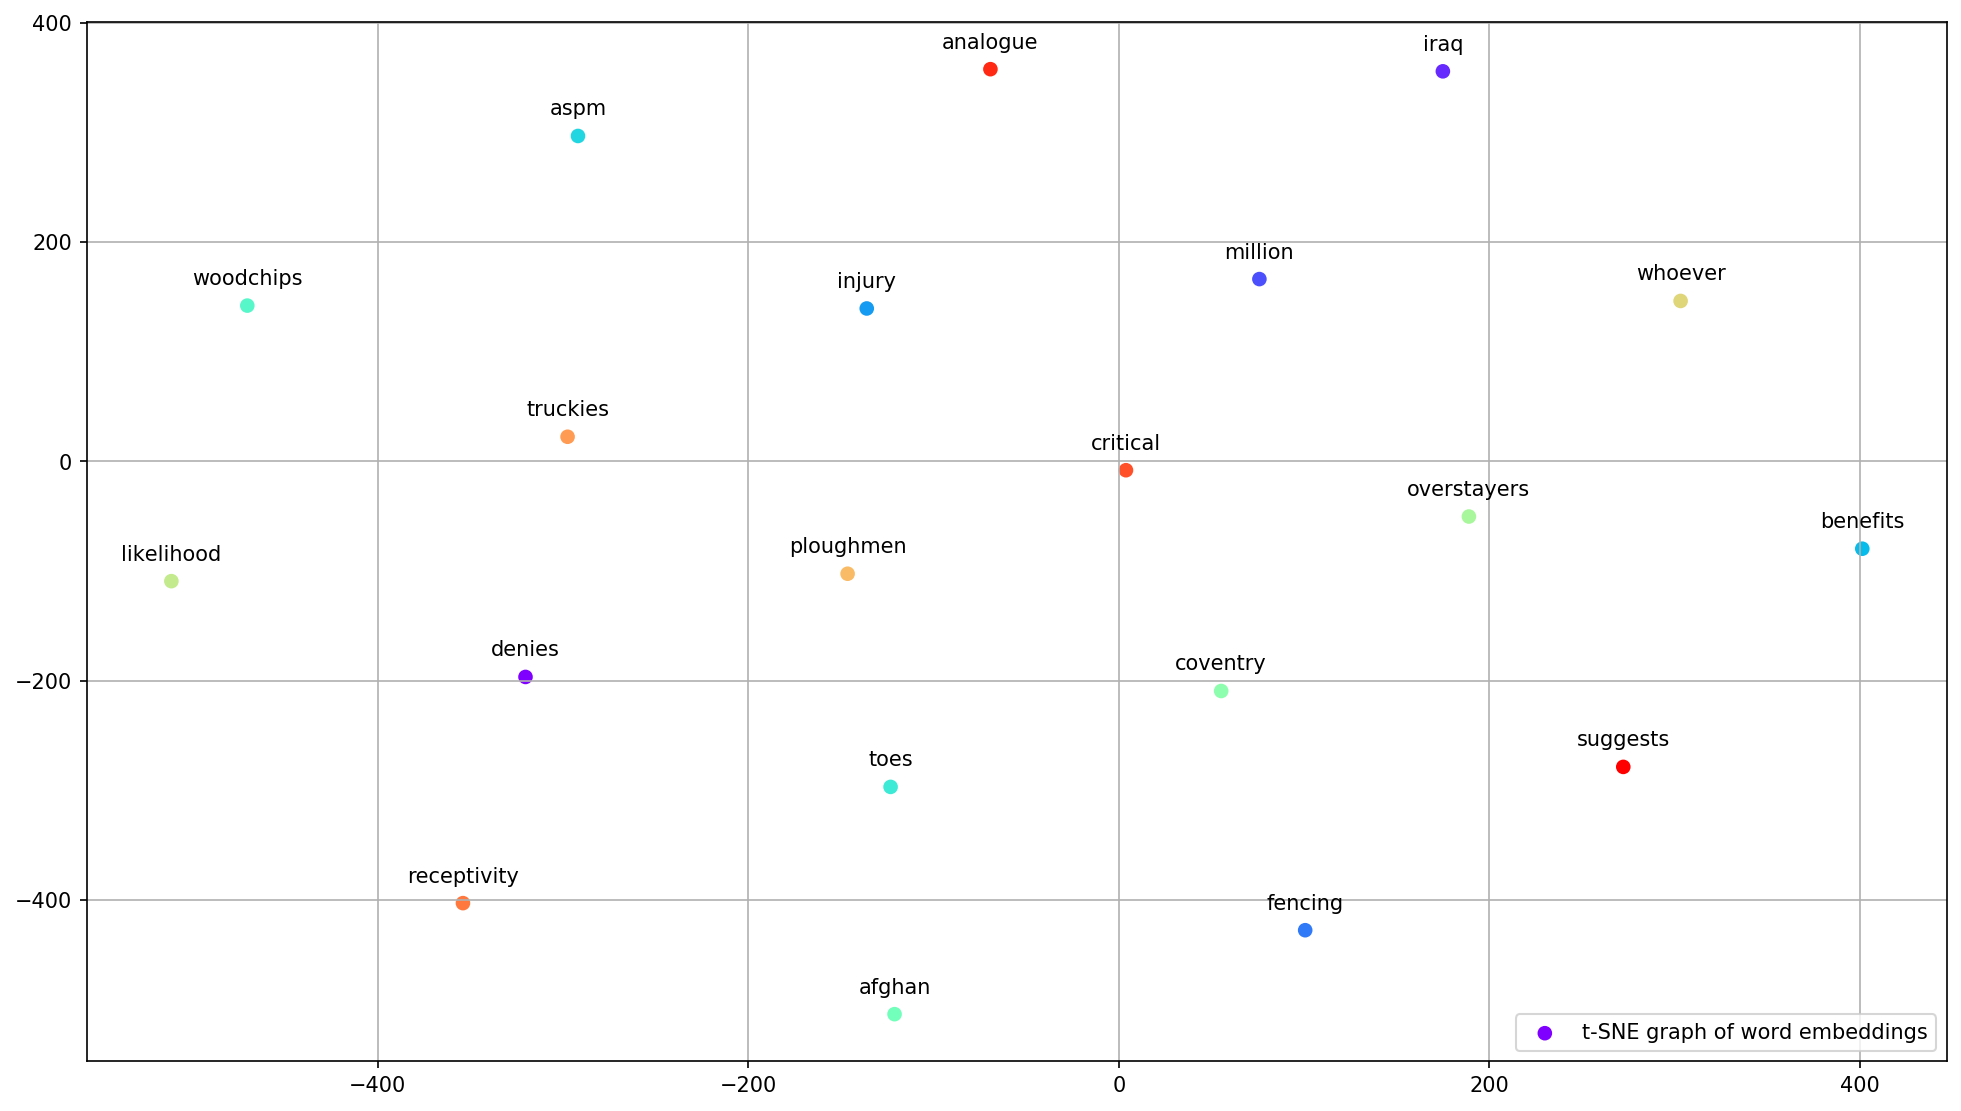 400
analogue
iraq
aspm
200
million
whoever
woodchips
injury
truckies
critical
0
overstayers
benefits
likelihood
ploughmen
denies
coventry
−200
suggests
toes
receptivity
−400
fencing
afghan
t-SNE graph of word embeddings
−400 −200 0 200 400